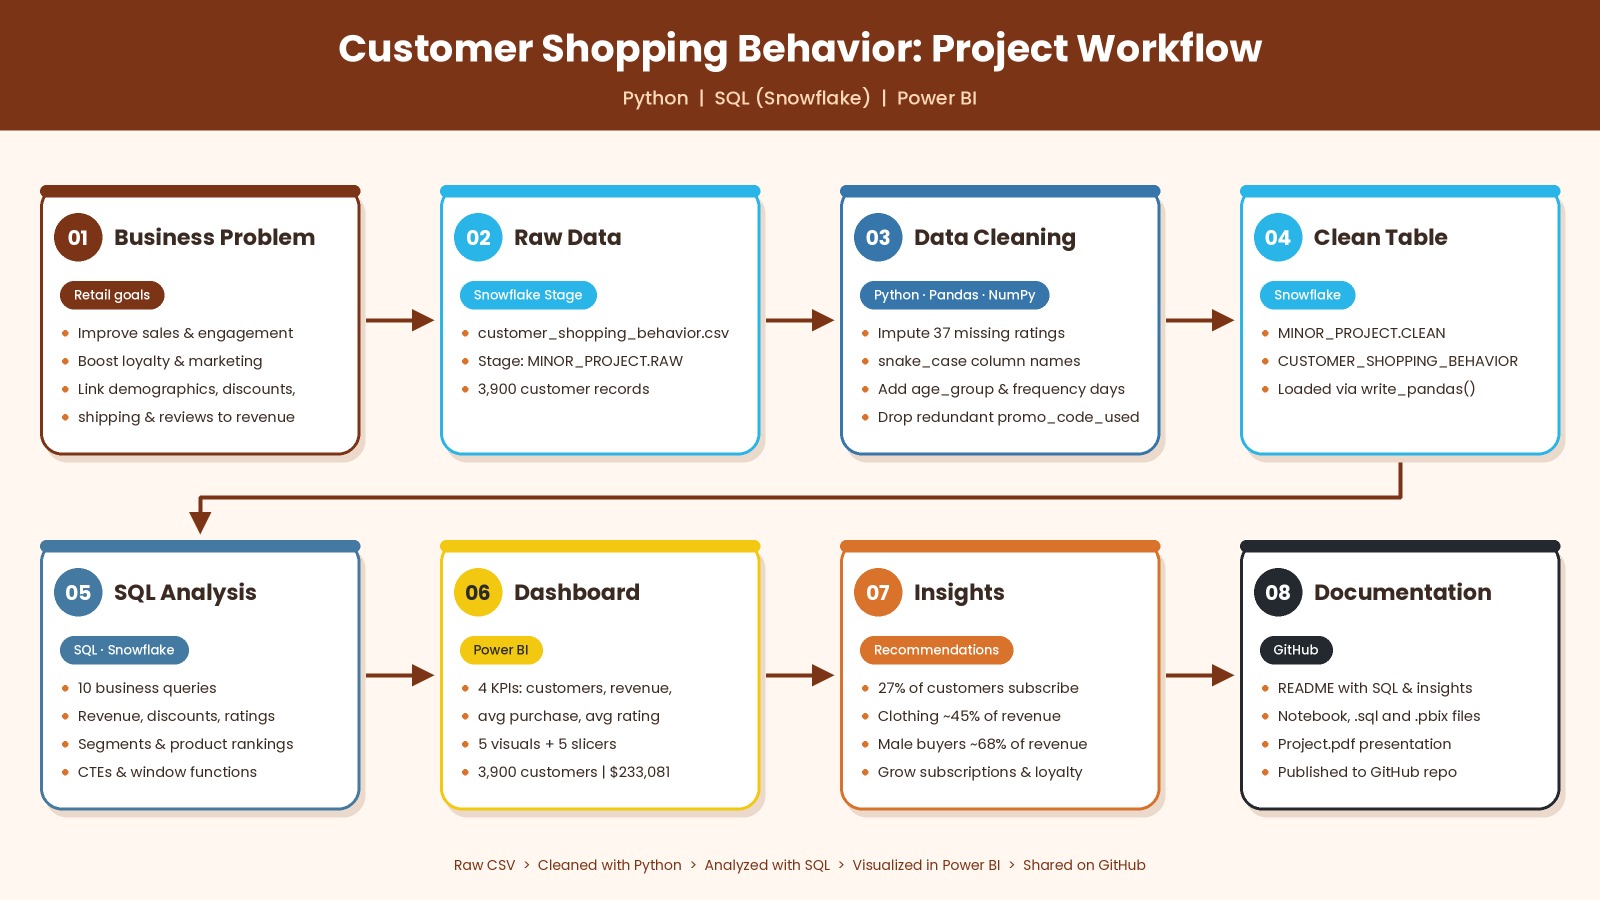 Customer Shopping Behavior: Project Workflow
Python | SQL (Snowflake) | Power BI
01 Business Problem
Retail goals
Improve sales & engagement
Boost loyalty & marketing
Link demographics, discounts,
shipping & reviews to revenue
02 Raw Data
Snowflake Stage
customer_shopping_behavior.csv
Stage: MINOR_PROJECT.RAW
3,900 customer records
03 Data Cleaning
Python · Pandas · NumPy
Impute 37 missing ratings
snake_case column names
Add age_group & frequency days
Drop redundant promo_code_used
04 Clean Table
Snowflake
MINOR_PROJECT.CLEAN
CUSTOMER_SHOPPING_BEHAVIOR
Loaded via write_pandas()
05 SQL Analysis
SQL · Snowflake
10 business queries
Revenue, discounts, ratings
Segments & product rankings
CTEs & window functions
06 Dashboard
Power BI
4 KPIs: customers, revenue,
avg purchase, avg rating
5 visuals + 5 slicers
3,900 customers | $233,081
07 Insights
Recommendations
27% of customers subscribe
Clothing ~45% of revenue
Male buyers ~68% of revenue
Grow subscriptions & loyalty
08 Documentation
GitHub
README with SQL & insights
Notebook, .sql and .pbix files
Project.pdf presentation
Published to GitHub repo
Raw CSV > Cleaned with Python > Analyzed with SQL > Visualized in Power BI > Shared on GitHub